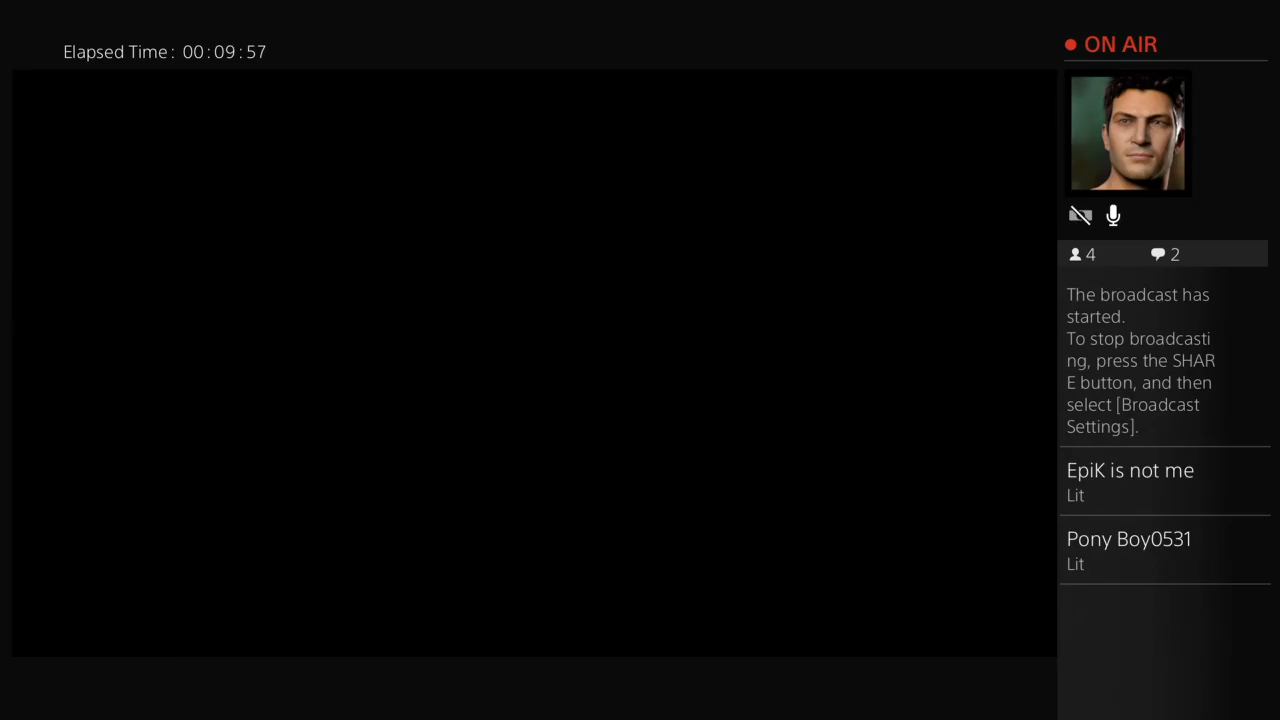 Elapsed Time: 00:09:57
ON AIR
4 2
The broadcast has
started.
To stop broadcasti
ng, press the SHAR
E button, and then
select [Broadcast
Settings].
EpiK is not me
Lit
Pony Boy0531
Lit